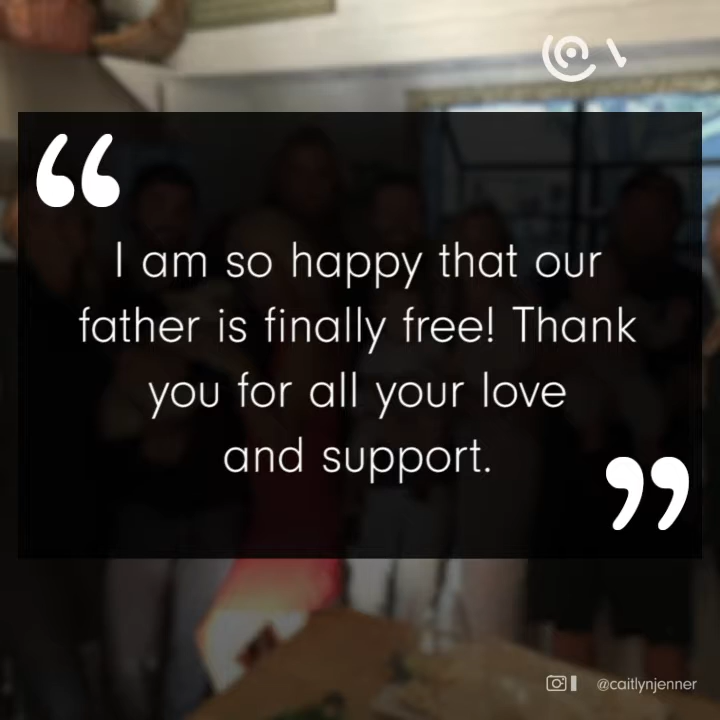 “
I am so happy that our
father is finally free! Thank
you for all your love
and support.
”
@caitlynjenner